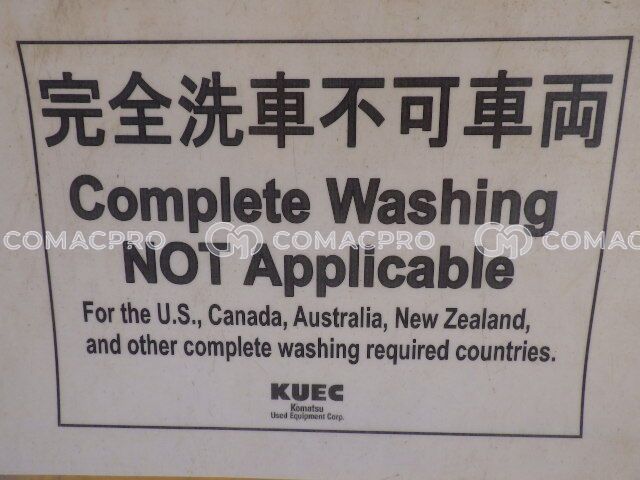 完全洗車不可車両
Complete Washing
COMACPRO COMACPRO COMACPRO
NOT Applicable
For the U.S., Canada, Australia, New Zealand,
and other complete washing required countries.
KUEC
Komatsu
Used Equipment Corp.